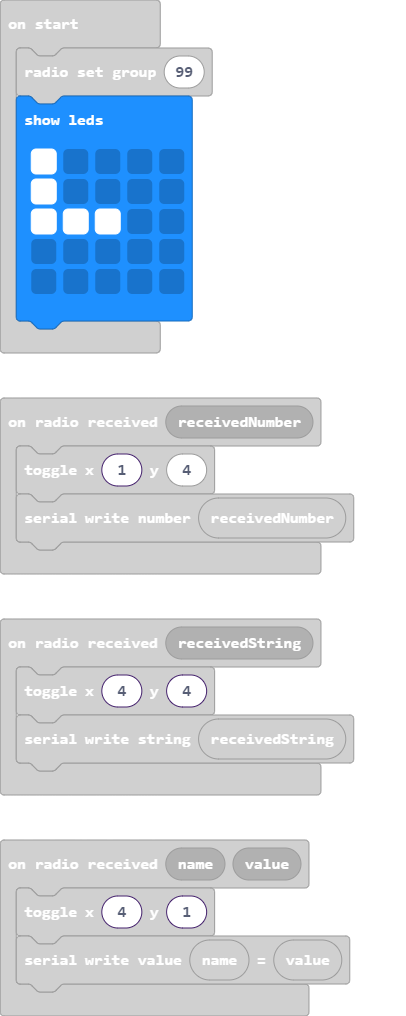 on start
radio set group 99
show leds
on radio received receivedNumber
toggle x 1 y 4
serial write number receivedNumber
on radio received receivedString
toggle x 4 y 4
serial write string receivedString
on radio received name value
toggle x 4 y 1
serial write value name = value